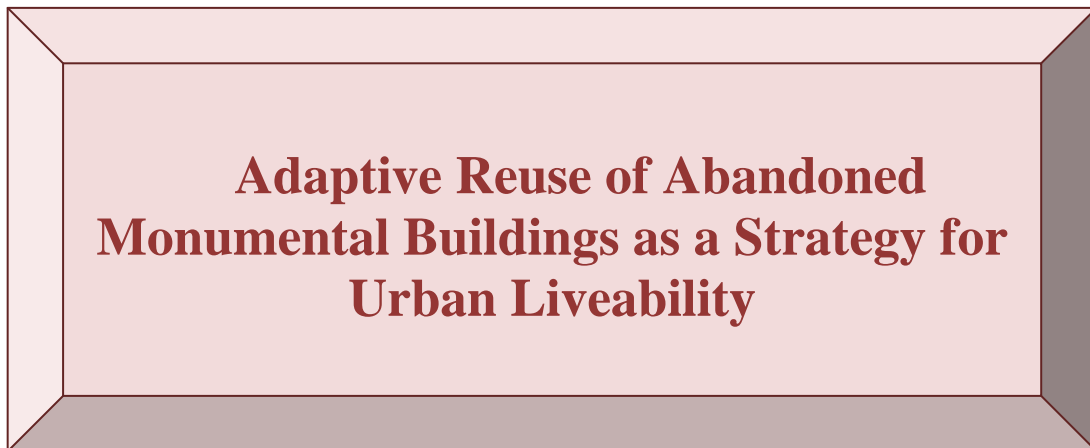 Adaptive Reuse of Abandoned
Monumental Buildings as a Strategy for
Urban Liveability